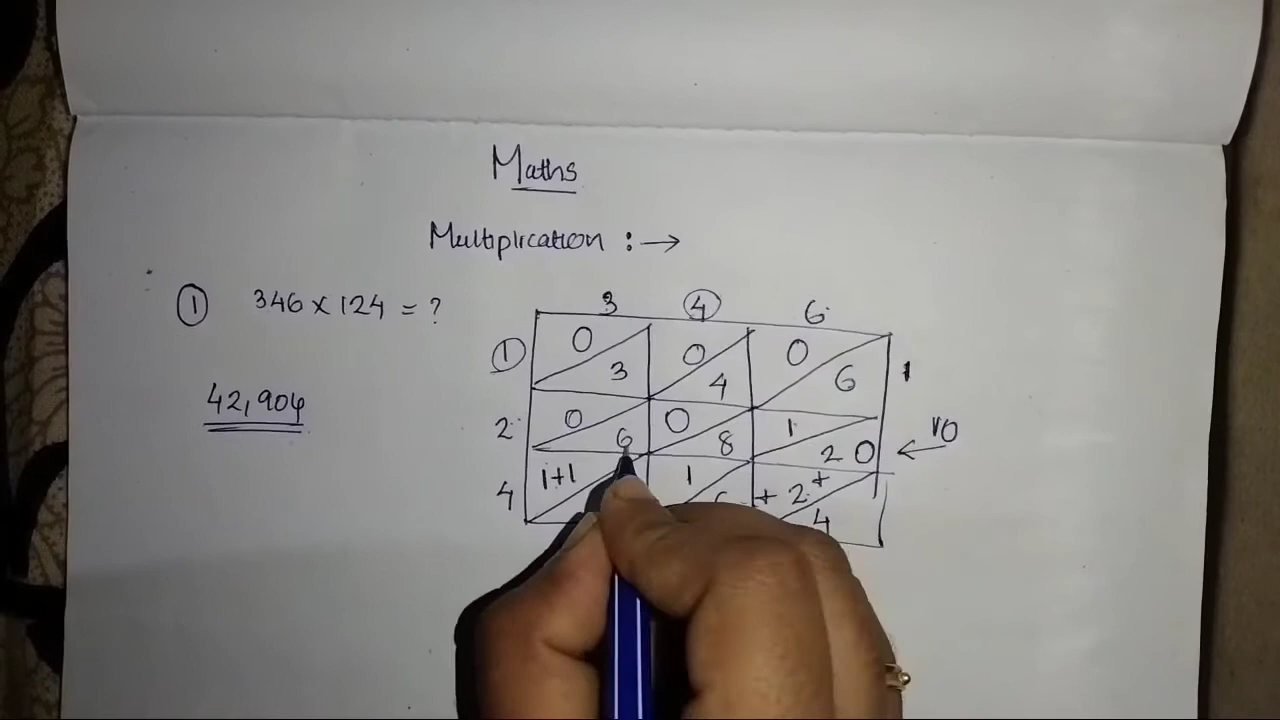 Maths
Multiplication :→
① 346 x 124 = ?
42,904
3 ④ 6
① 0 3 0 4 0 6 1
2 0 6 0 8 1 2 0 ← 10
4 1+1 1 + 2 + 4